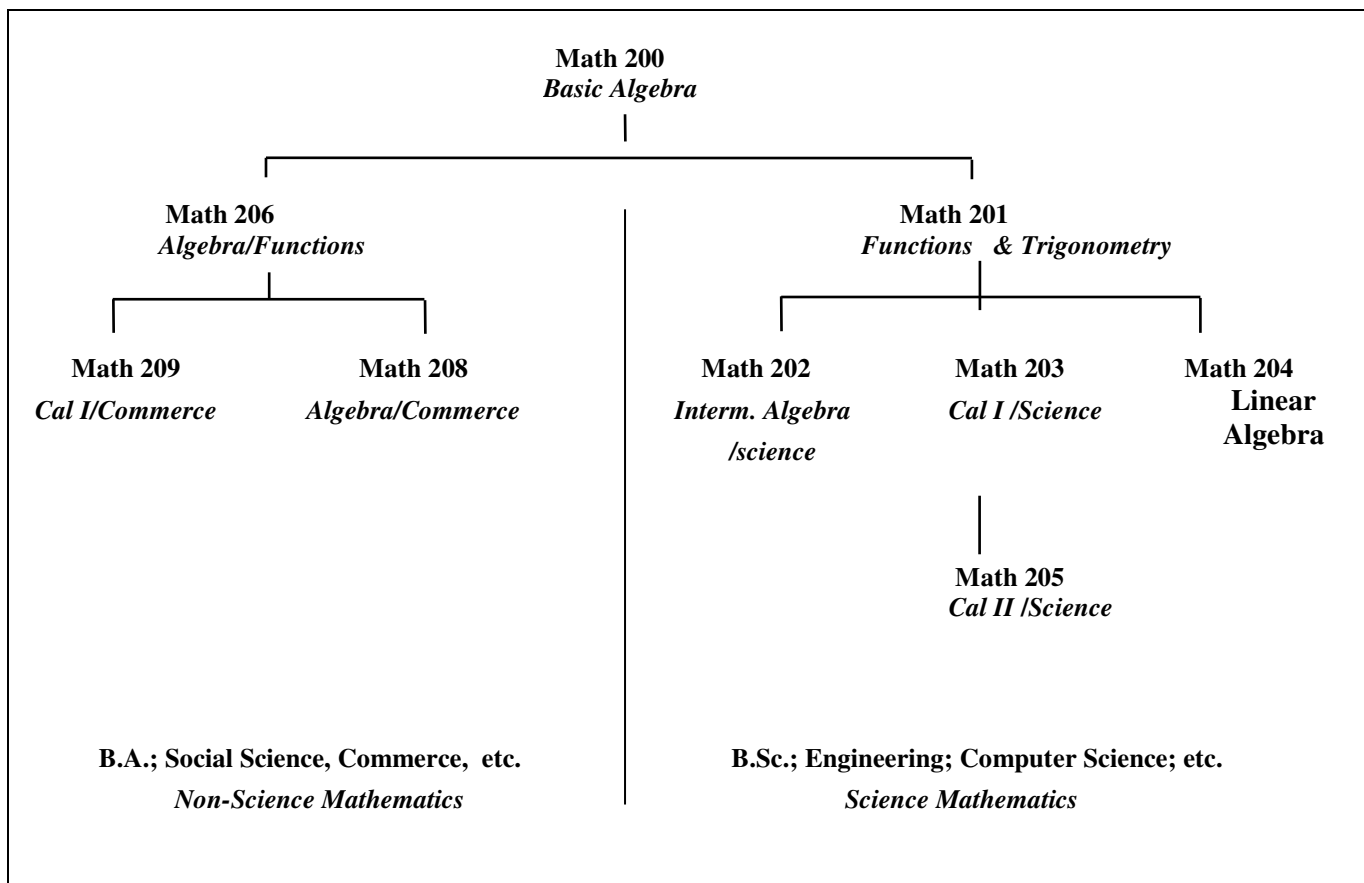 Math 200
Basic Algebra
Math 206
Algebra/Functions
Math 201
Functions & Trigonometry
Math 209
Cal I/Commerce
Math 208
Algebra/Commerce
Math 202
Interm. Algebra
/science
Math 203
Cal I /Science
Math 204
Linear
Algebra
Math 205
Cal II /Science
B.A.; Social Science, Commerce, etc.
Non-Science Mathematics
B.Sc.; Engineering; Computer Science; etc.
Science Mathematics